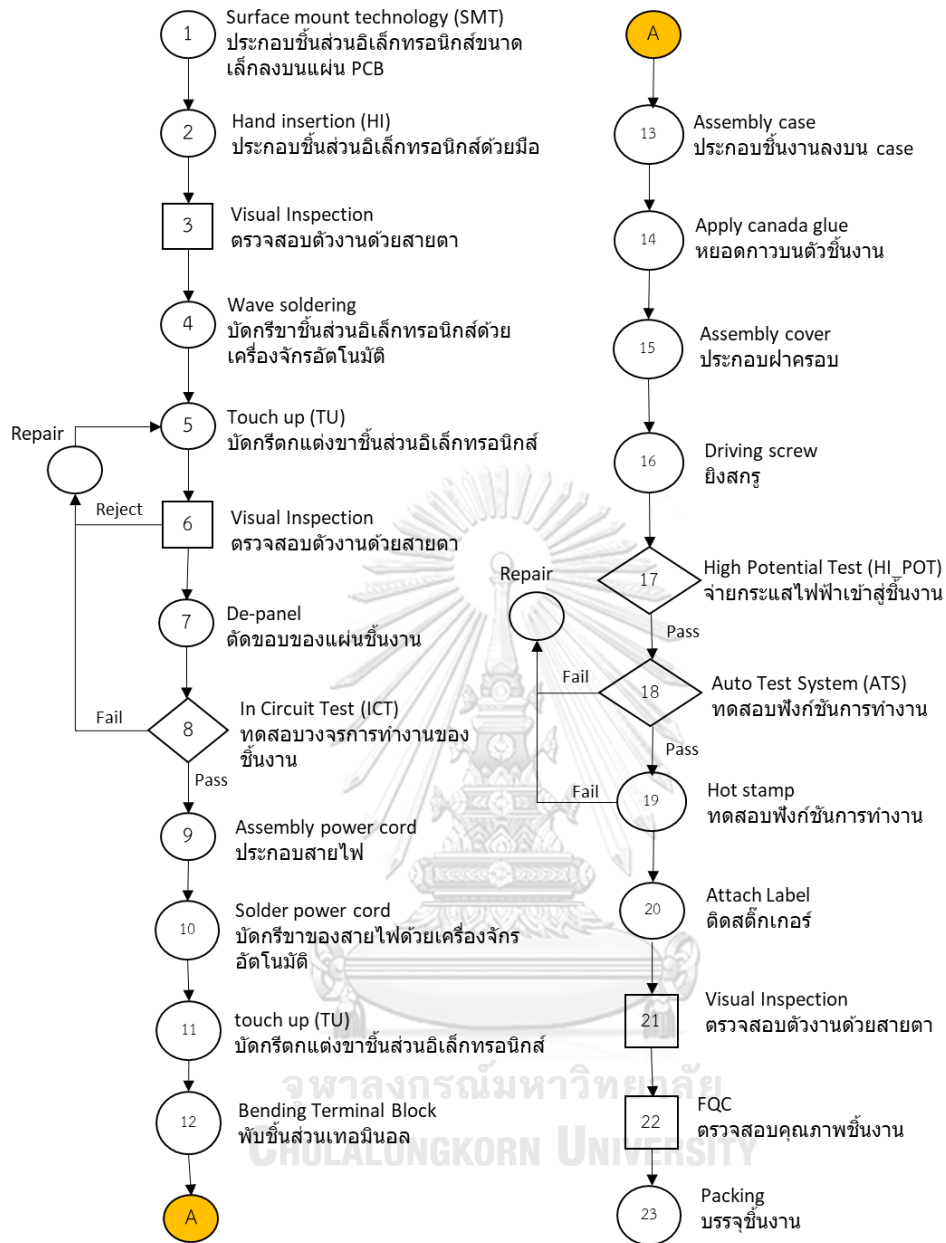 1
Surface mount technology (SMT)
ประกอบชิ้นส่วนอิเล็กทรอนิกส์ขนาด
เล็กลงบนแผ่น PCB
2
Hand insertion (HI)
ประกอบชิ้นส่วนอิเล็กทรอนิกส์ด้วยมือ
3
Visual Inspection
ตรวจสอบตัวงานด้วยสายตา
4
Wave soldering
บัดกรีขาชิ้นส่วนอิเล็กทรอนิกส์ด้วย
เครื่องจักรอัตโนมัติ
Repair
5
Touch up (TU)
บัดกรีตกแต่งขาชิ้นส่วนอิเล็กทรอนิกส์
Reject
6
Visual Inspection
ตรวจสอบตัวงานด้วยสายตา
7
De-panel
ตัดขอบของแผ่นชิ้นงาน
Fail
8
In Circuit Test (ICT)
ทดสอบวงจรการทำงานของ
ชิ้นงาน
Pass
9
Assembly power cord
ประกอบสายไฟ
10
Solder power cord
บัดกรีขาของสายไฟด้วยเครื่องจักร
อัตโนมัติ
11
touch up (TU)
บัดกรีตกแต่งขาชิ้นส่วนอิเล็กทรอนิกส์
12
Bending Terminal Block
พับชิ้นส่วนเทอมินอล
A
A
13
Assembly case
ประกอบชิ้นงานลงบน case
14
Apply canada glue
หยอดกาวบนตัวชิ้นงาน
15
Assembly cover
ประกอบฝาครอบ
16
Driving screw
ยิงสกรู
17
High Potential Test (HI_POT)
จ่ายกระแสไฟฟ้าเข้าสู่ชิ้นงาน
Repair
Pass
Fail
18
Auto Test System (ATS)
ทดสอบฟังก์ชันการทำงาน
Pass
Fail
19
Hot stamp
ทดสอบฟังก์ชันการทำงาน
20
Attach Label
ติดสติ๊กเกอร์
21
Visual Inspection
ตรวจสอบตัวงานด้วยสายตา
22
FQC
ตรวจสอบคุณภาพชิ้นงาน
23
Packing
บรรจุชิ้นงาน
จุฬาลงกรณ์มหาวิทยาลัย
CHULALONGKORN UNIVERSITY